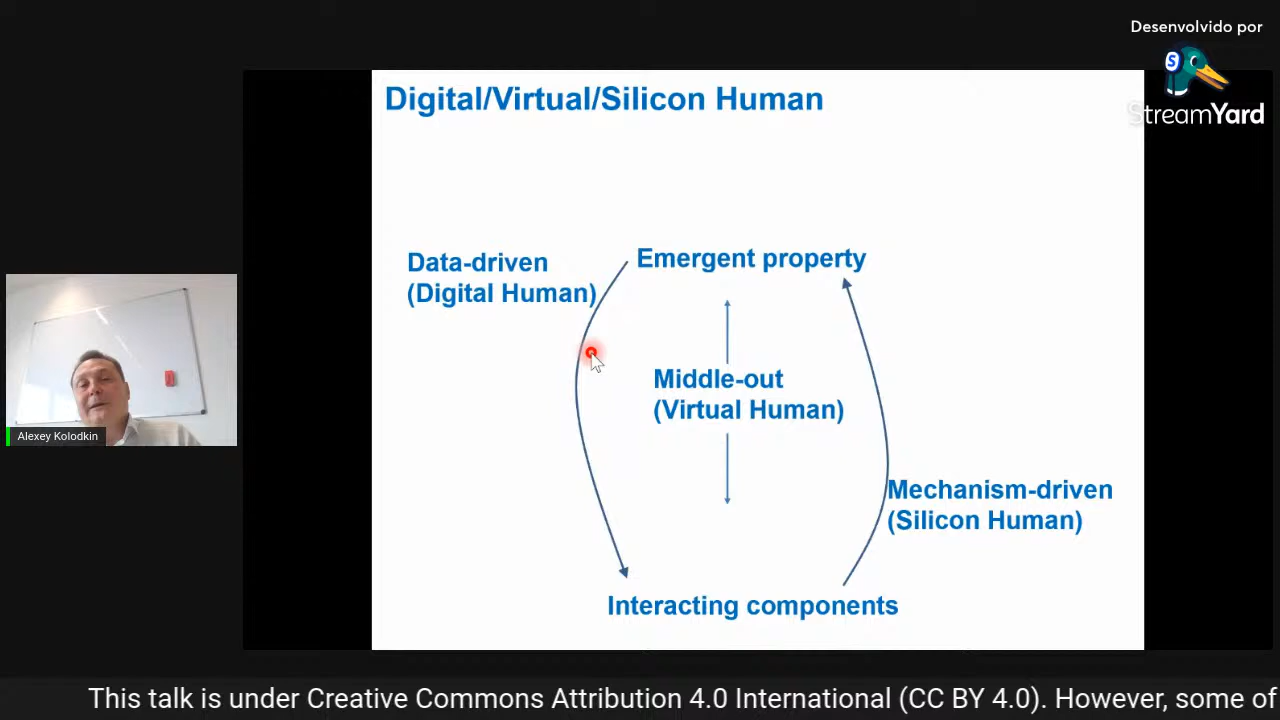 Desenvolvido por
StreamYard
Digital/Virtual/Silicon Human
Data-driven
(Digital Human)
Emergent property
Middle-out
(Virtual Human)
Mechanism-driven
(Silicon Human)
Interacting components
Alexey Kolodkin
This talk is under Creative Commons Attribution 4.0 International (CC BY 4.0). However, some of